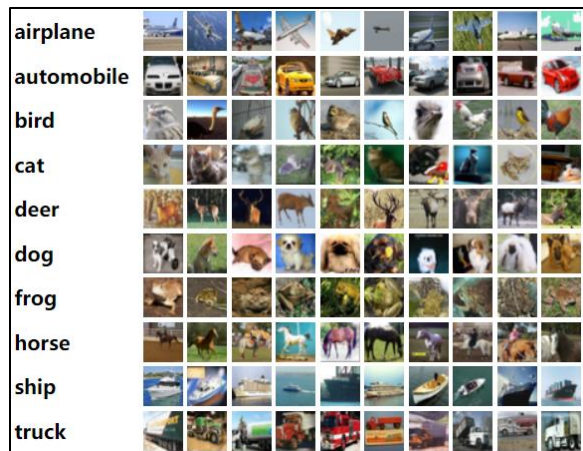 airplane
automobile
bird
cat
deer
dog
frog
horse
ship
truck